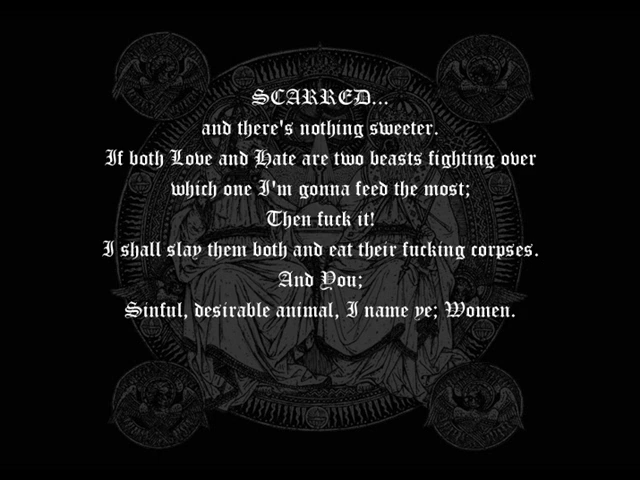 SCARRED...
and there's nothing sweeter.
If both Love and Hate are two beasts fighting over
which one I'm gonna feed the most;
Then fuck it!
I shall slay them both and eat their fucking corpses.
And You;
Sinful, desirable animal, I name ye; Women.